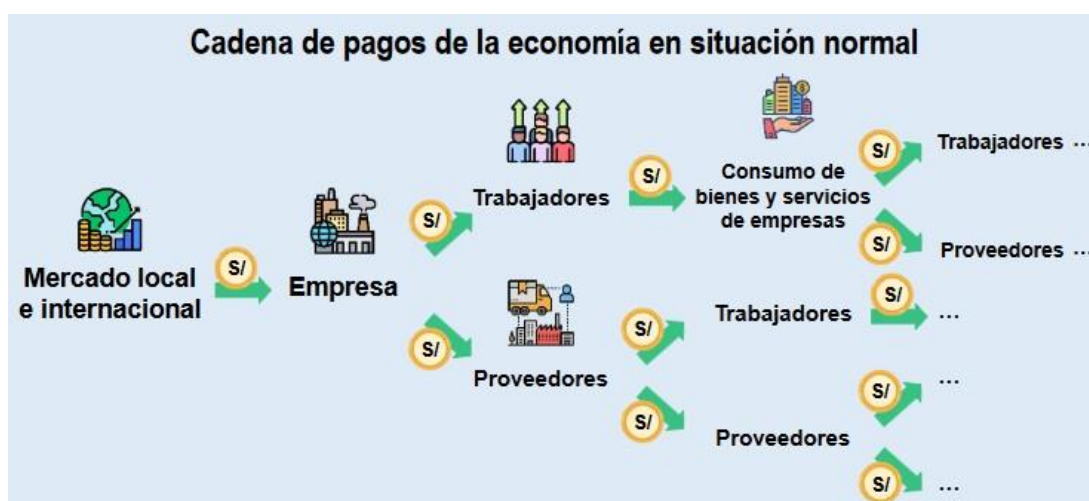 Cadena de pagos de la economía en situación normal
Mercado local
e internacional
S/
Empresa
S/
Trabajadores
S/
Consumo de
bienes y servicios
de empresas
S/
Trabajadores ...
S/
Proveedores ...
S/
Proveedores
S/
Trabajadores
S/
...
S/
Proveedores
S/
...
S/
...